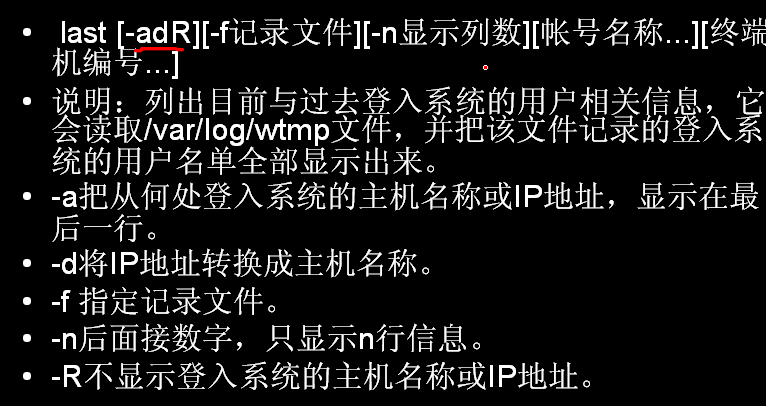 • last [-adR][-f记录文件][-n显示列数][帐号名称...][终端
机编号...]
• 说明：列出目前与过去登入系统的用户相关信息，它
会读取/var/log/wtmp文件，并把该文件记录的登入系
统的用户名单全部显示出来。
• -a把从何处登入系统的主机名称或IP地址，显示在最
后一行。
• -d将IP地址转换成主机名称。
• -f 指定记录文件。
• -n后面接数字，只显示n行信息。
• -R不显示登入系统的主机名称或IP地址。